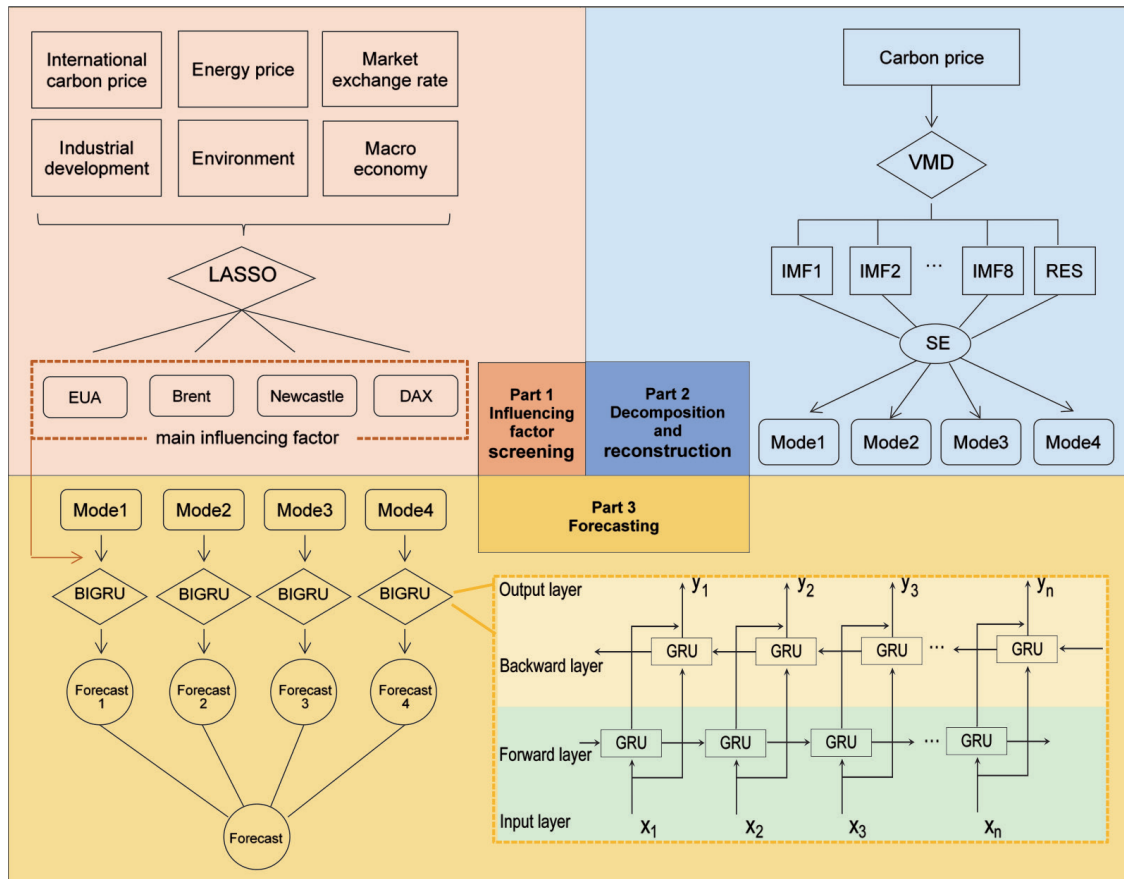 International
carbon price
Energy price
Market
exchange rate
Industrial
development
Environment
Macro
economy
LASSO
EUA
Brent
Newcastle
DAX
main influencing factor
Part 1
Influencing
factor
screening
Carbon price
VMD
IMF1
IMF2
...
IMF8
RES
SE
Mode1
Mode2
Mode3
Mode4
Part 2
Decomposition
and
reconstruction
Part 3
Forecasting
Mode1
Mode2
Mode3
Mode4
BIGRU
BIGRU
BIGRU
BIGRU
Forecast
1
Forecast
2
Forecast
3
Forecast
4
Forecast
Output layer
y1
y2
y3
yn
Backward layer
GRU
GRU
GRU
...
GRU
Forward layer
GRU
GRU
GRU
...
GRU
Input layer
x1
x2
x3
xn